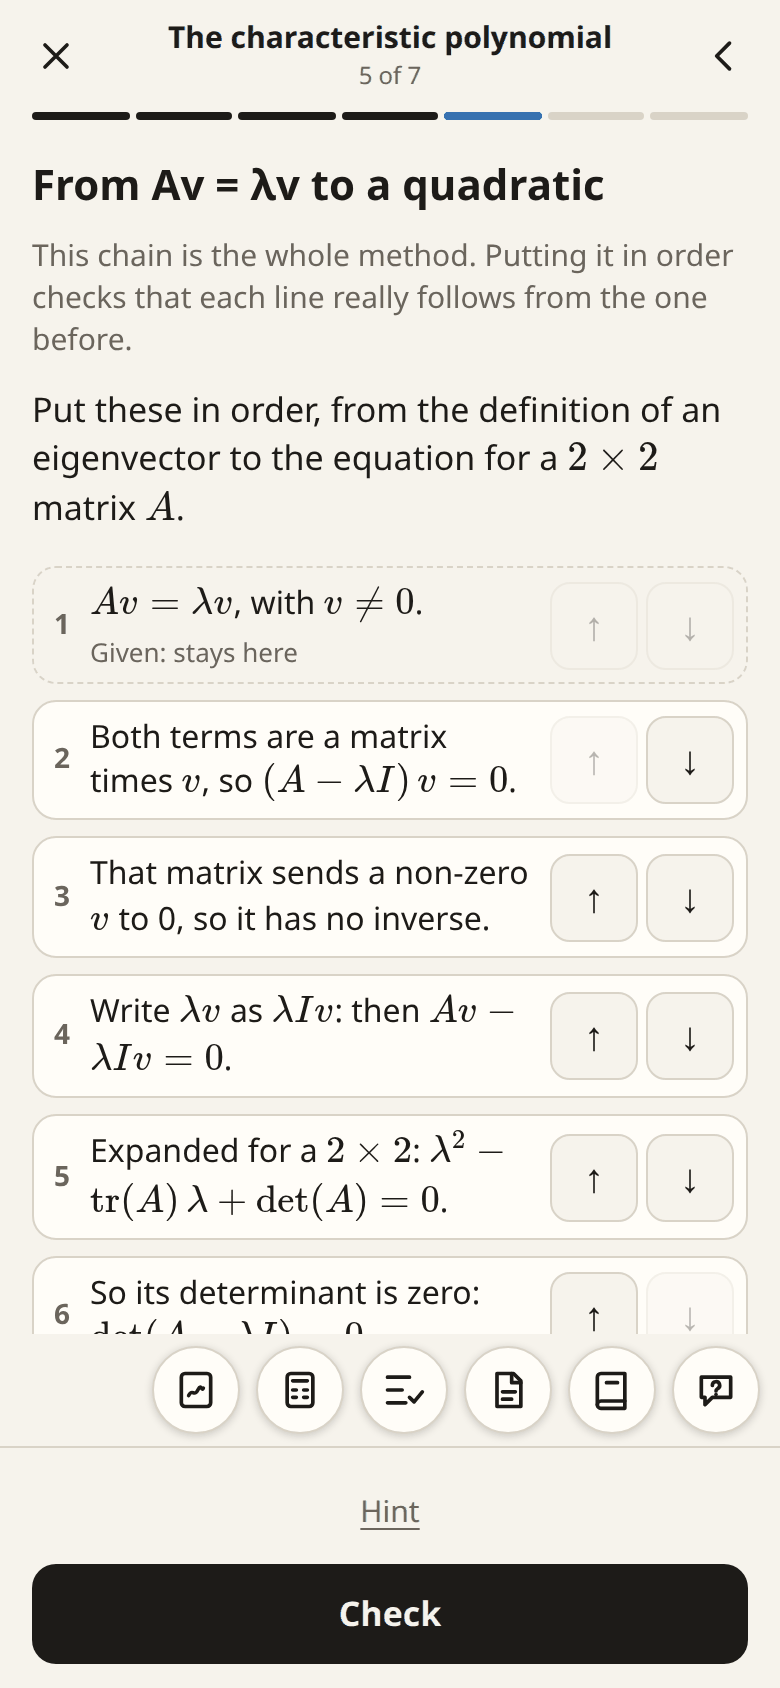 The characteristic polynomial
5 of 7
From Av = λv to a quadratic
This chain is the whole method. Putting it in order
checks that each line really follows from the one
before.
Put these in order, from the definition of an
eigenvector to the equation for a 2 × 2
matrix A.
1
Av = λv, with v ≠ 0.
Given: stays here
↑ ↓
2
Both terms are a matrix
times v, so (A − λI) v = 0.
↑ ↓
3
That matrix sends a non-zero
v to 0, so it has no inverse.
↑ ↓
4
Write λv as λIv: then Av −
λIv = 0.
↑ ↓
5
Expanded for a 2 × 2: λ² −
tr(A) λ + det(A) = 0.
↑ ↓
6
So its determinant is zero:
det(A − λI) = 0
↑ ↓
Hint
Check